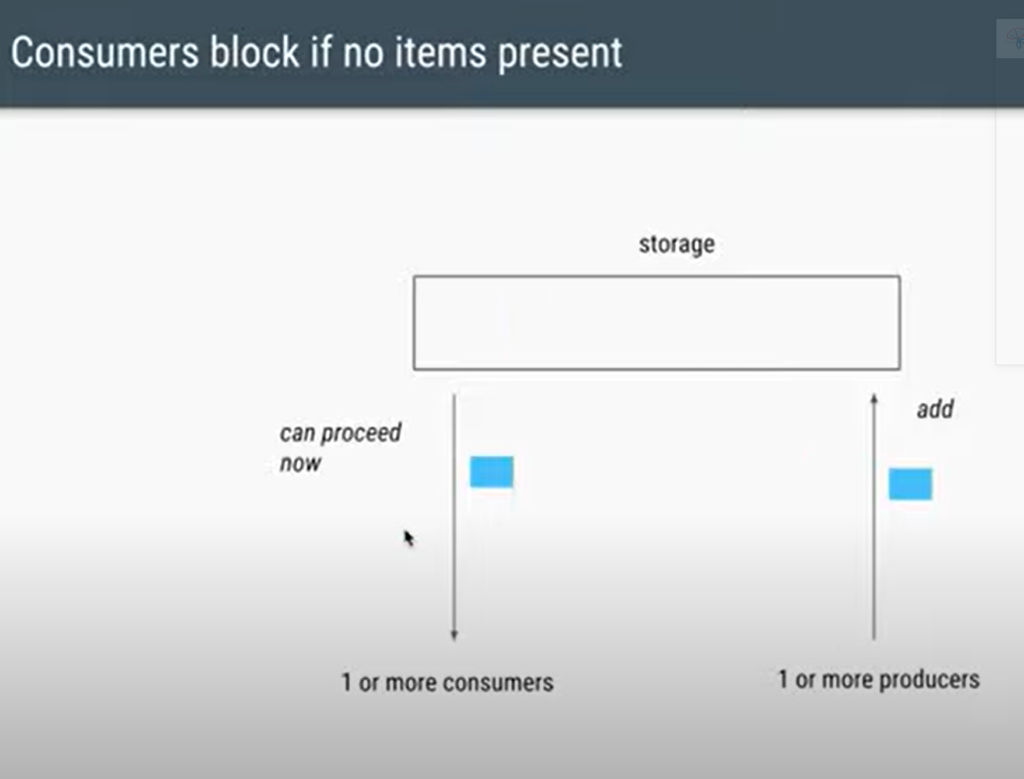 Consumers block if no items present
storage
can proceed
now
add
1 or more consumers
1 or more producers